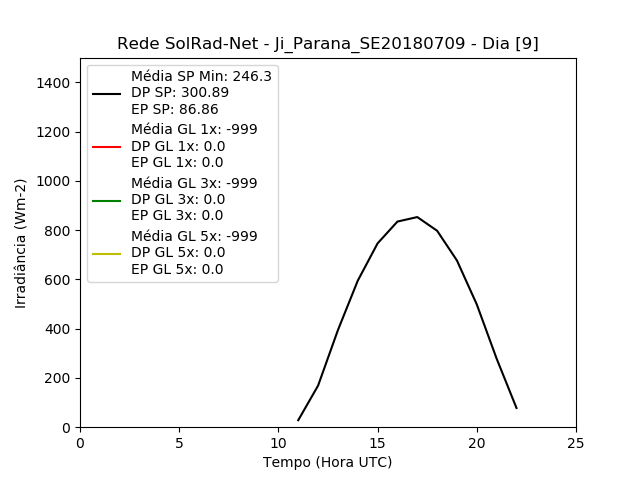 Rede SolRad-Net - Ji_Parana_SE20180709 - Dia [9]
Média SP Min: 246.3
DP SP: 300.89
EP SP: 86.86
Média GL 1x: -999
DP GL 1x: 0.0
EP GL 1x: 0.0
Média GL 3x: -999
DP GL 3x: 0.0
EP GL 3x: 0.0
Média GL 5x: -999
DP GL 5x: 0.0
EP GL 5x: 0.0
Irradiância (Wm-2)
1400
1200
1000
800
600
400
200
0
0 5 10 15 20 25
Tempo (Hora UTC)